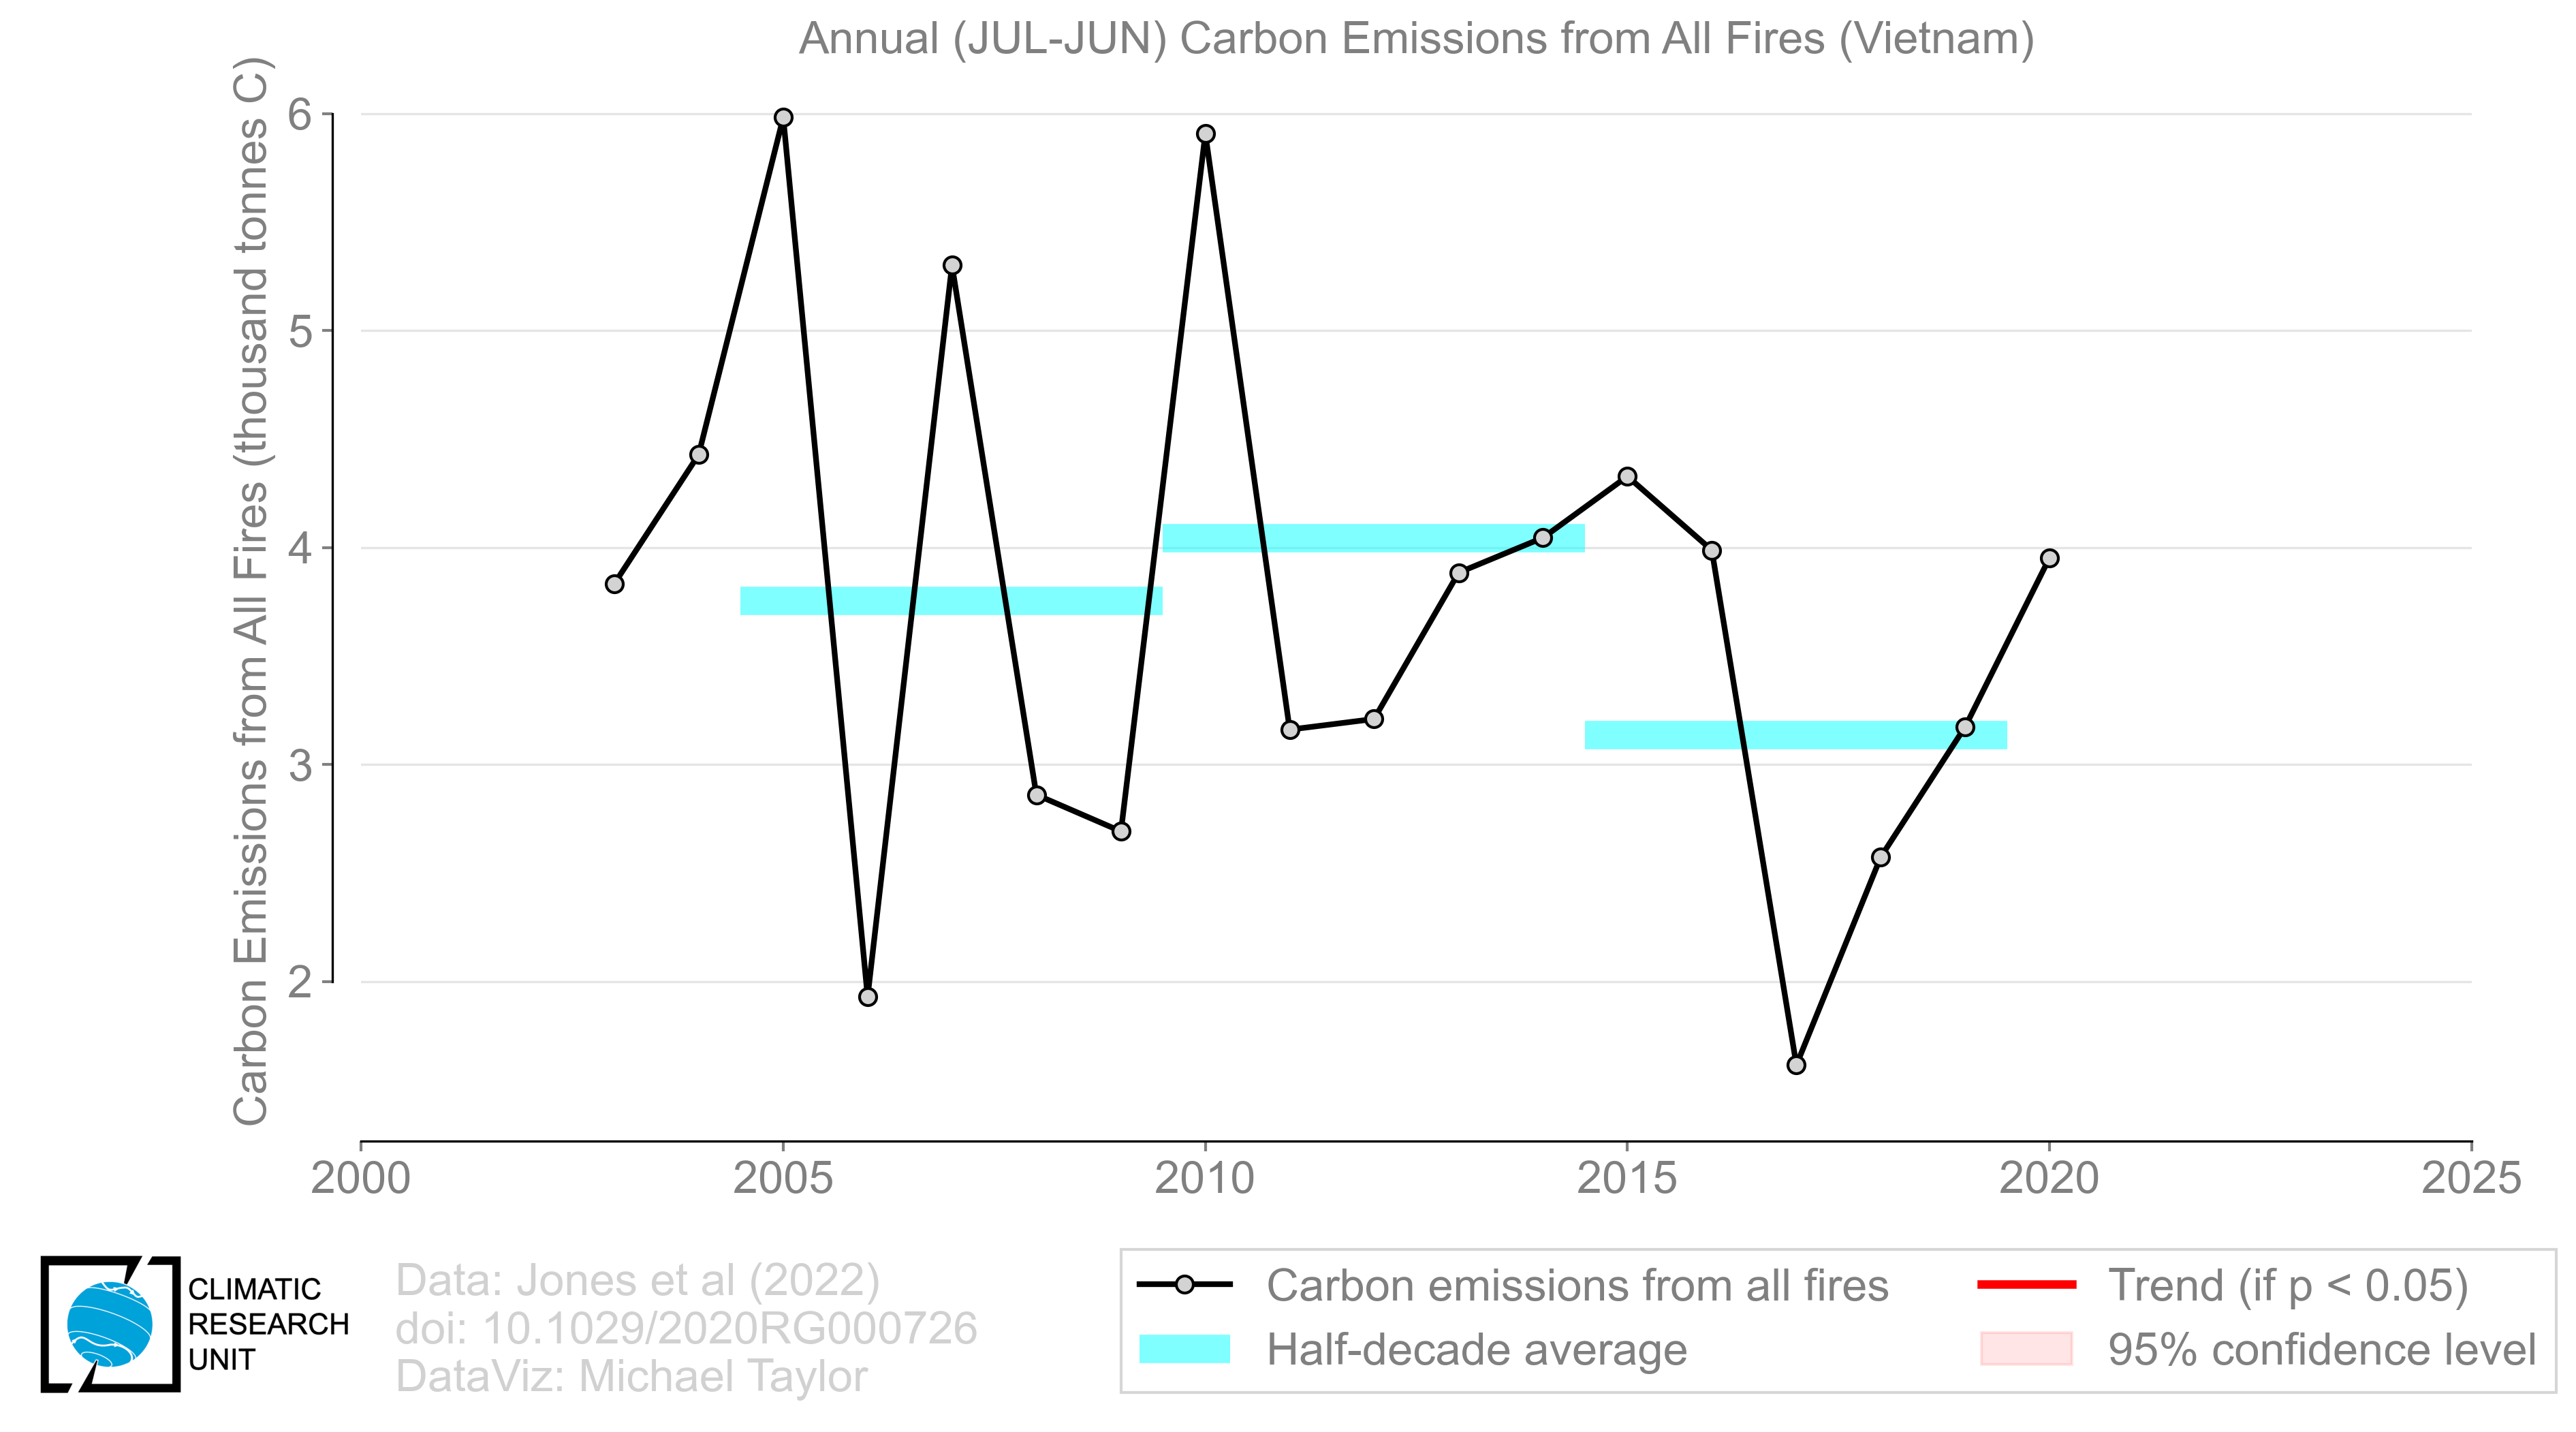 Annual (JUL-JUN) Carbon Emissions from All Fires (Vietnam)
Carbon Emissions from All Fires (thousand tonnes C)
6
5
4
3
2
2000 2005 2010 2015 2020 2025
CLIMATIC
RESEARCH
UNIT
Data: Jones et al (2022)
doi: 10.1029/2020RG000726
DataViz: Michael Taylor
Carbon emissions from all fires
Half-decade average
Trend (if p < 0.05)
95% confidence level